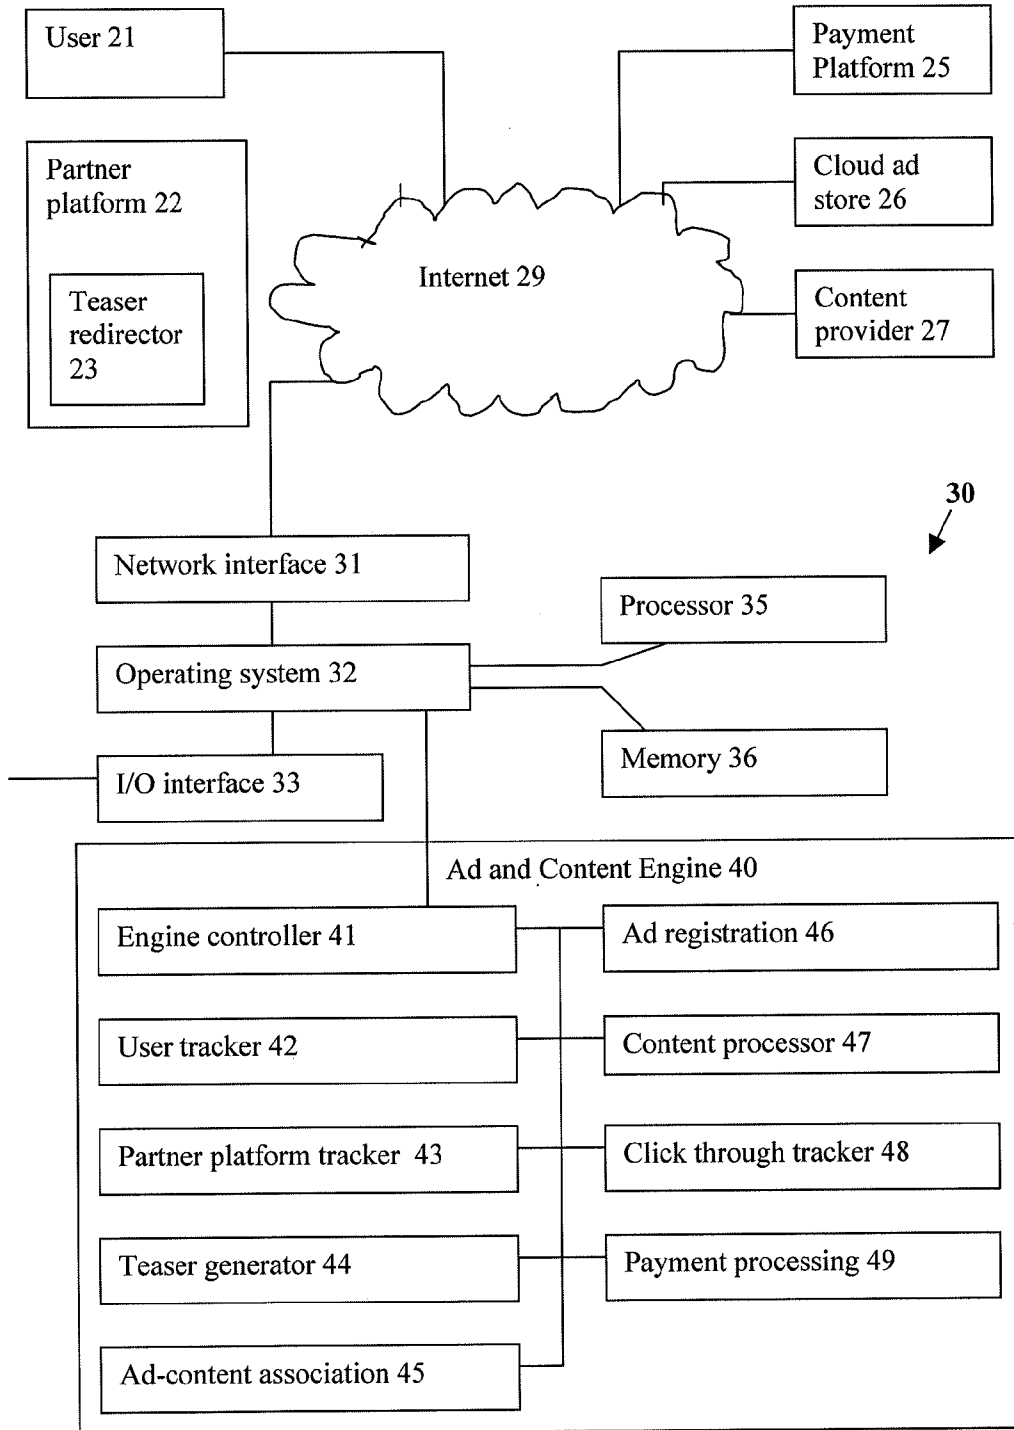 User 21
Payment
Platform 25
Partner
platform 22
Cloud ad
store 26
Teaser
redirector
23
Internet 29
Content
provider 27
30
Network interface 31
Processor 35
Operating system 32
Memory 36
I/O interface 33
Ad and Content Engine 40
Engine controller 41
Ad registration 46
User tracker 42
Content processor 47
Partner platform tracker 43
Click through tracker 48
Teaser generator 44
Payment processing 49
Ad-content association 45